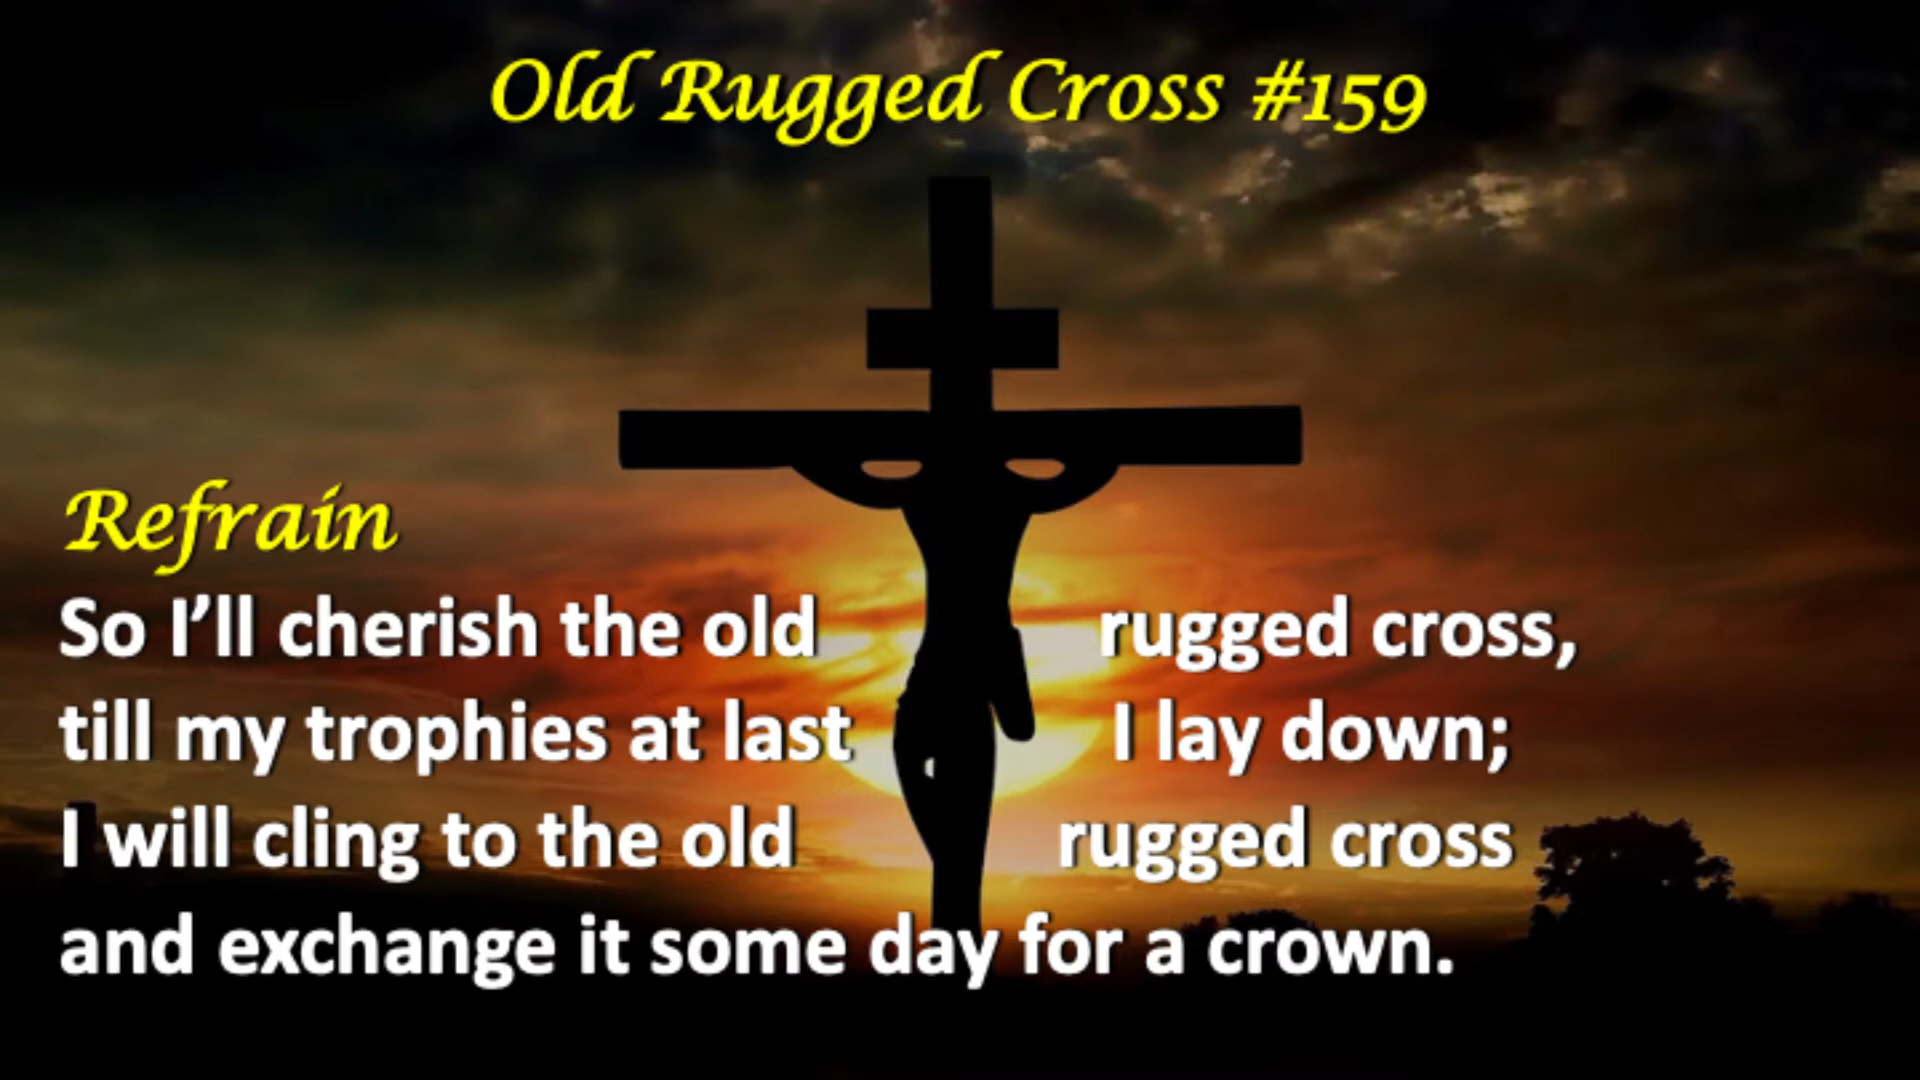 Old Rugged Cross #159
Refrain
So I’ll cherish the old rugged cross,
till my trophies at last I lay down;
I will cling to the old rugged cross
and exchange it some day for a crown.